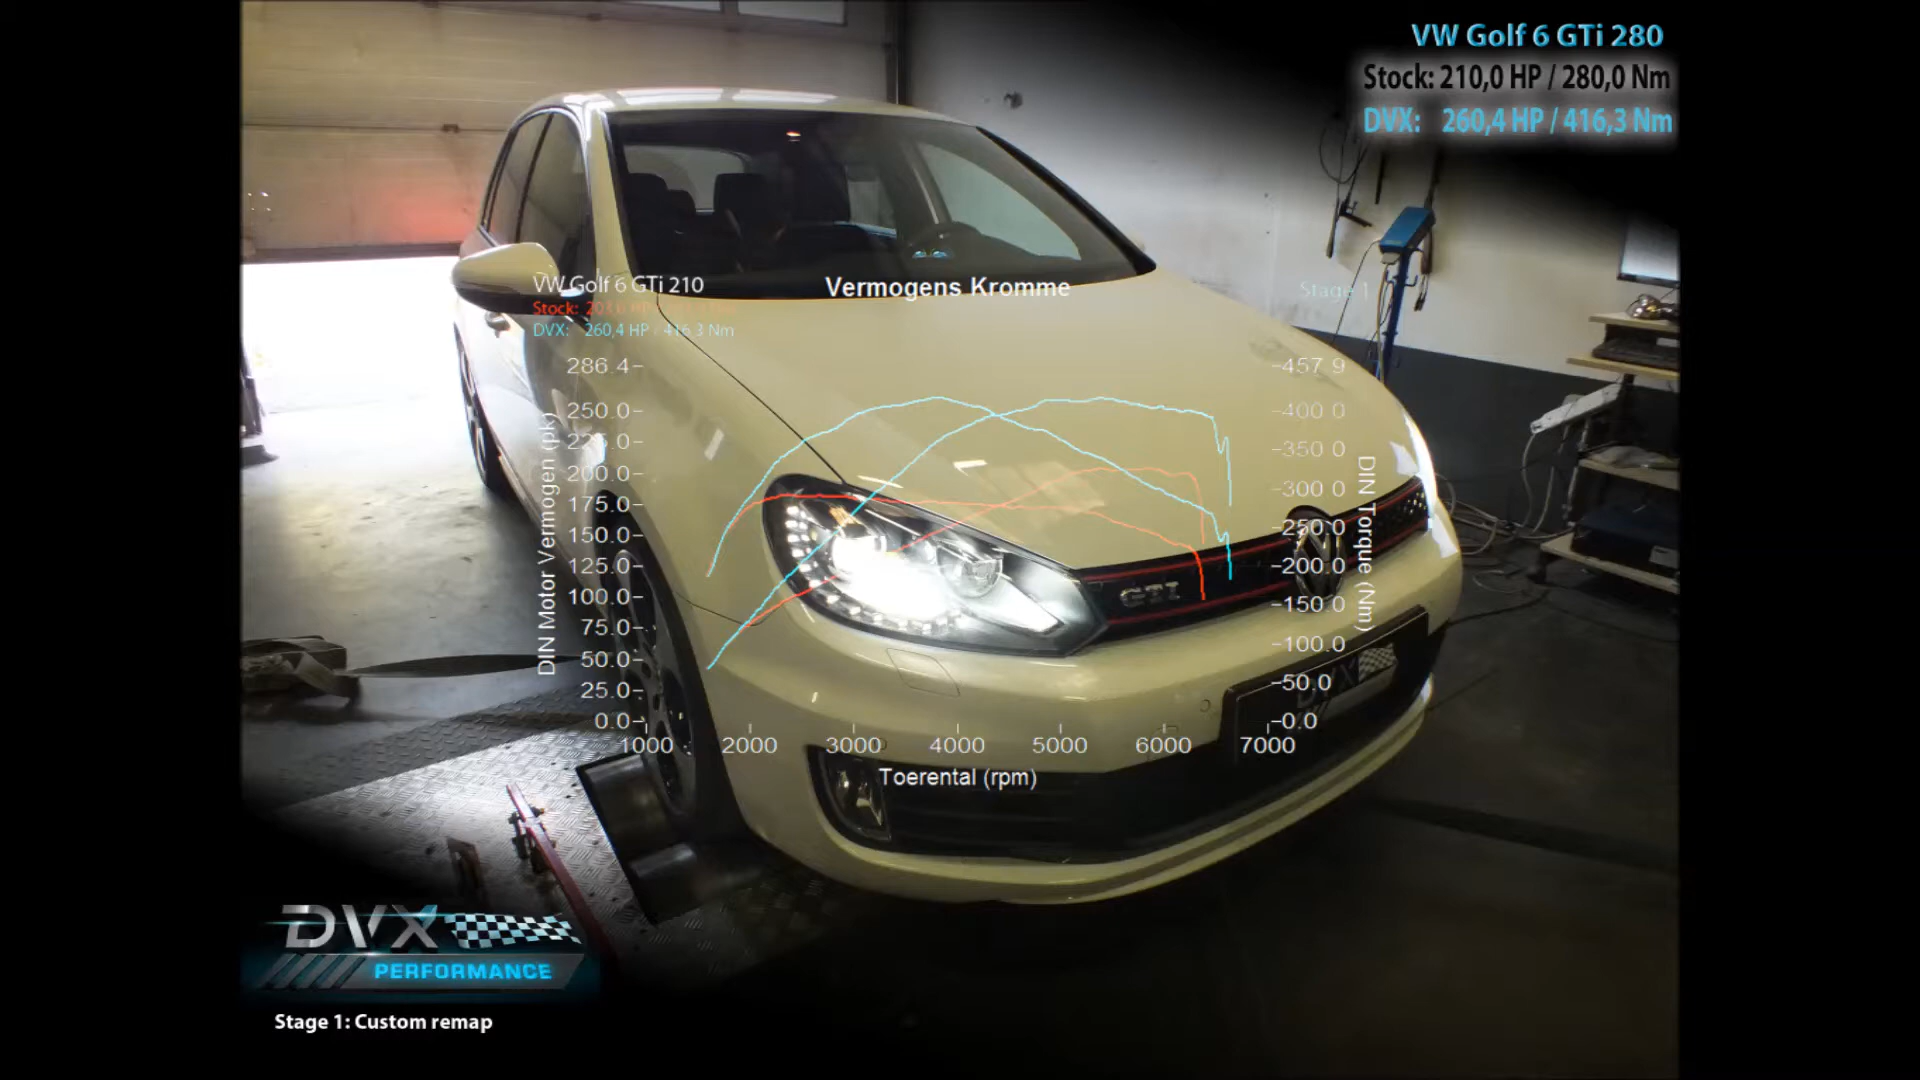 VW Golf 6 GTi 280
Stock: 210,0 HP / 280,0 Nm
DVX: 260,4 HP / 416,3 Nm
VW Golf 6 GTi 210
Vermogens Kromme
Stage 1
Stock:
DVX: 260,4 HP / 416,3 Nm
DIN Motor Vermogen (pk)
286.4
250.0
225.0
200.0
175.0
150.0
125.0
100.0
75.0
50.0
25.0
0.0
457.9
400.0
350.0
300.0
250.0
200.0
150.0
100.0
50.0
0.0
DIN Torque (Nm)
1000 2000 3000 4000 5000 6000 7000
Toerental (rpm)
GTI
DVX
PERFORMANCE
Stage 1: Custom remap